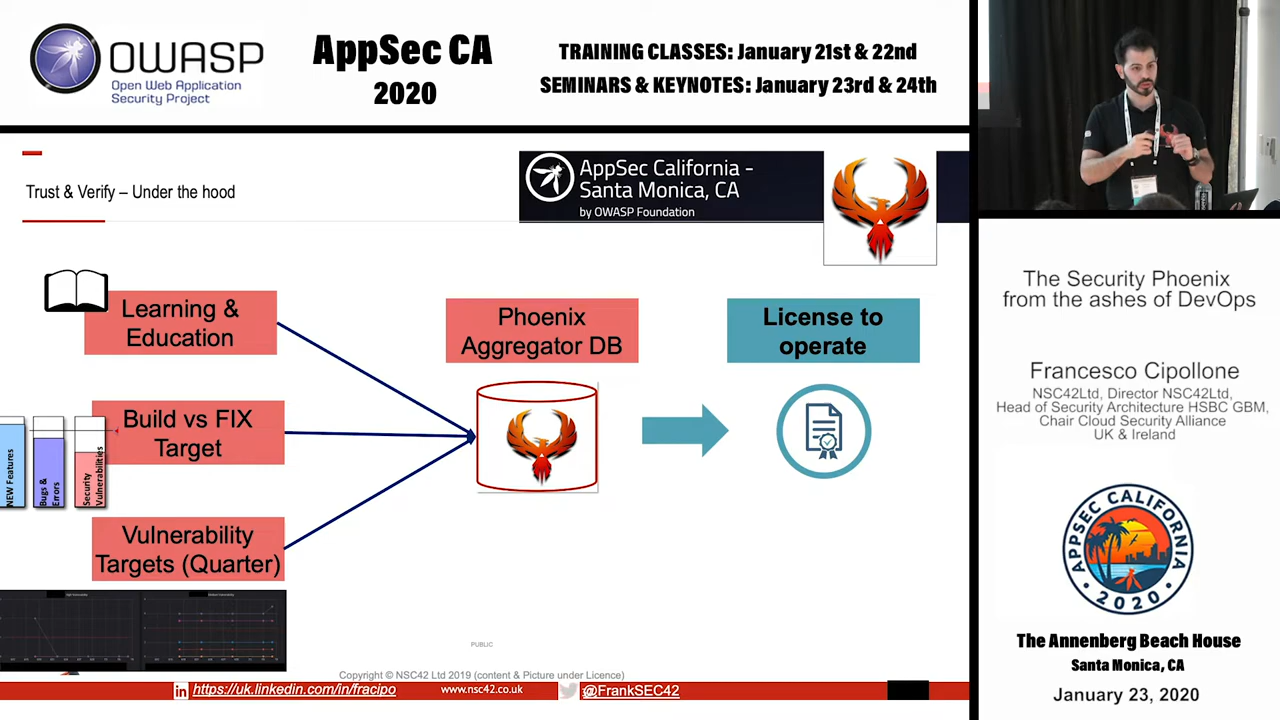 OWASP
Open Web Application
Security Project
AppSec CA
2020
TRAINING CLASSES: January 21st & 22nd
SEMINARS & KEYNOTES: January 23rd & 24th
Trust & Verify – Under the hood
AppSec California -
Santa Monica, CA
by OWASP Foundation
Learning &
Education
Phoenix
Aggregator DB
License to
operate
Build vs FIX
Target
NEW Features
Bugs &
Errors
Security
Vulnerabilities
Vulnerability
Targets (Quarter)
PUBLIC
Copyright © NSC42 Ltd 2019 (content & Picture under Licence)
in https://uk.linkedin.com/in/fracipo
www.nsc42.co.uk
@FrankSEC42
The Security Phoenix
from the ashes of DevOps
Francesco Cipollone
NSC42Ltd, Director NSC42Ltd,
Head of Security Architecture HSBC GBM,
Chair Cloud Security Alliance
UK & Ireland
APPSEC CALIFORNIA
2020
The Annenberg Beach House
Santa Monica, CA
January 23, 2020